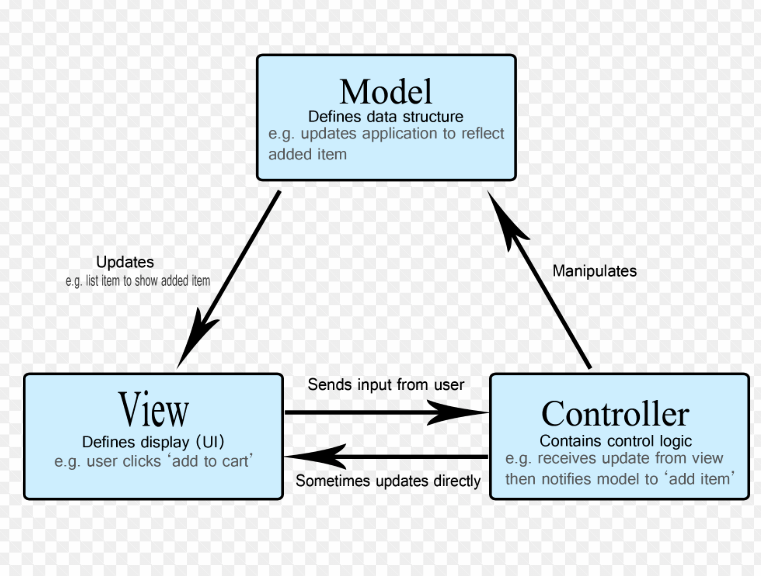 Model
Defines data structure
e.g. updates application to reflect
added item
Updates
e.g. list item to show added item
Manipulates
Sends input from user
View
Defines display (UI)
e.g. user clicks ‘add to cart’
Sometimes updates directly
Controller
Contains control logic
e.g. receives update from view
then notifies model to ‘add item’